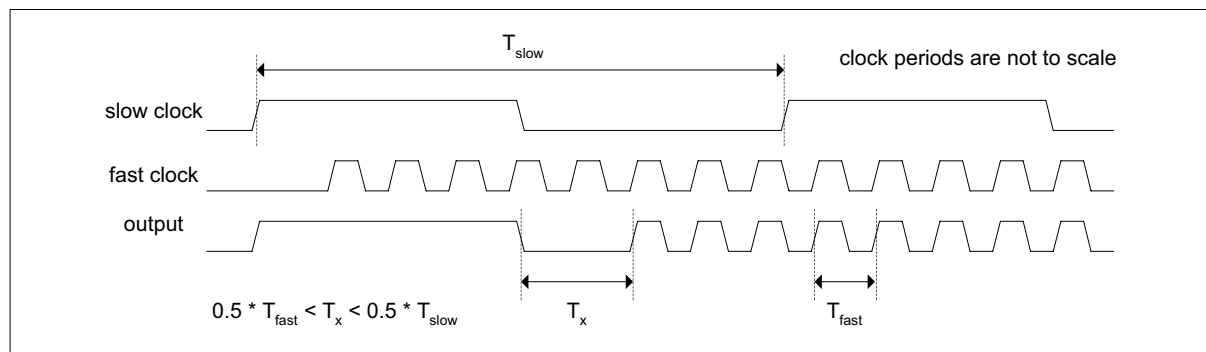 T_slow
clock periods are not to scale
slow clock
fast clock
output
0.5 * T_fast < T_x < 0.5 * T_slow
T_x
T_fast